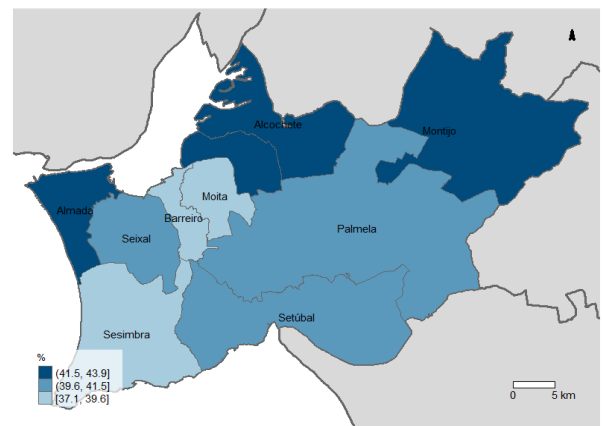 Alcochete
Montijo
Almada
Moita
Barreiro
Seixal
Palmela
Setúbal
Sesimbra
%
(41.5, 43.9]
(39.6, 41.5]
[37.1, 39.6]
0 5 km